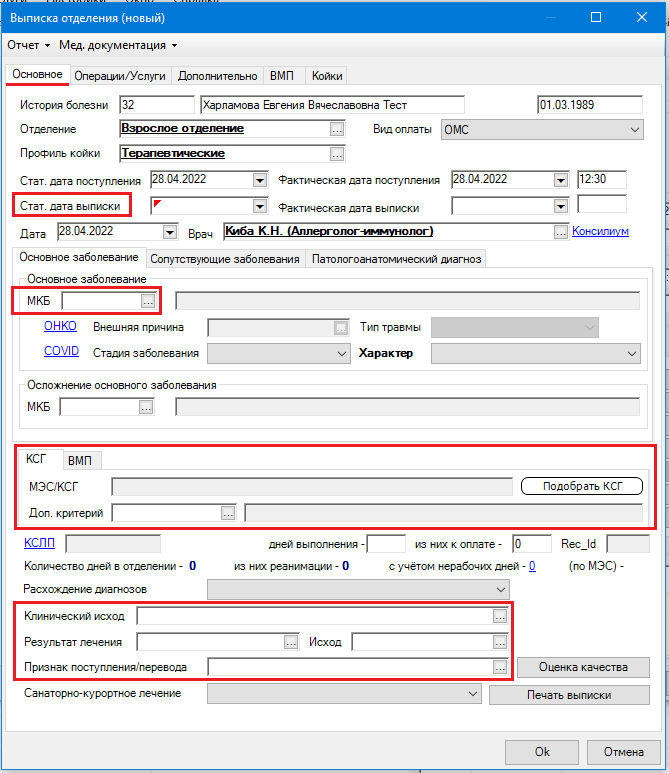 Выписка отделения (новый)
Отчет Мед. документация
Основное Операции/Услуги Дополнительно ВМП Койки
История болезни 32 Харламова Евгения Вячеславовна Тест 01.03.1989
Отделение Взрослое отделение ... Вид оплаты ОМС
Профиль койки Терапевтические ...
Стат. дата поступления 28.04.2022 Фактическая дата поступления 28.04.2022 12:30
Стат. дата выписки Фактическая дата выписки
Дата 28.04.2022 Врач Киба К.Н. (Аллерголог-иммунолог) ... Консилиум
Основное заболевание Сопутствующие заболевания Патологоанатомический диагноз
Основное заболевание
МКБ ...
ОНКО Внешняя причина ... Тип травмы
COVID Стадия заболевания Характер
Осложнение основного заболевания
МКБ ...
КСГ ВМП
МЭС/КСГ Подобрать КСГ
Доп. критерий ...
КСЛП дней выполнения - из них к оплате - 0 Rec_Id
Количество дней в отделении - 0 из них реанимации - 0 с учётом нерабочих дней - 0 (по МЭС) -
Расхождение диагнозов
Клинический исход ...
Результат лечения ... Исход ...
Признак поступления/перевода ... Оценка качества
Санаторно-курортное лечение Печать выписки
Ok Отмена